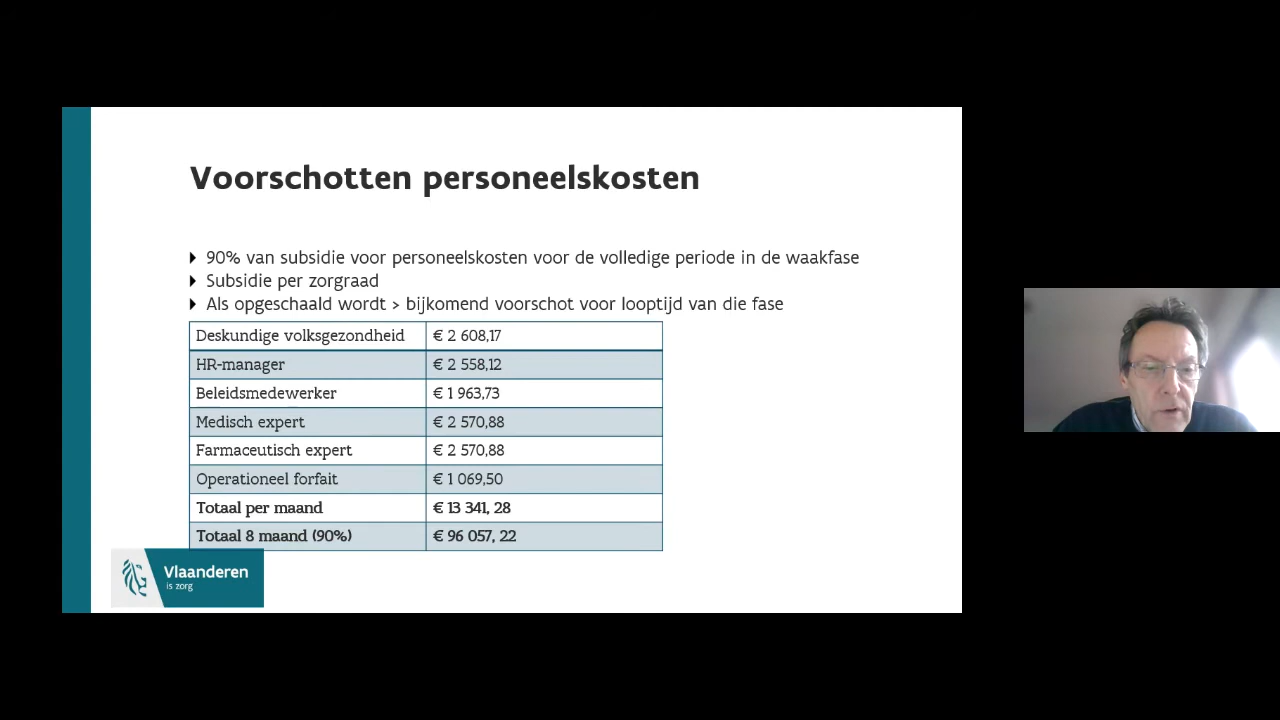 Voorschotten personeelskosten
90% van subsidie voor personeelskosten voor de volledige periode in de waakfase
Subsidie per zorgraad
Als opgeschaald wordt > bijkomend voorschot voor looptijd van die fase
Deskundige volksgezondheid € 2 608,17
HR-manager € 2 558,12
Beleidsmedewerker € 1 963,73
Medisch expert € 2 570,88
Farmaceutisch expert € 2 570,88
Operationeel forfait € 1 069,50
Totaal per maand € 13 341, 28
Totaal 8 maand (90%) € 96 057, 22
Vlaanderen
is zorg